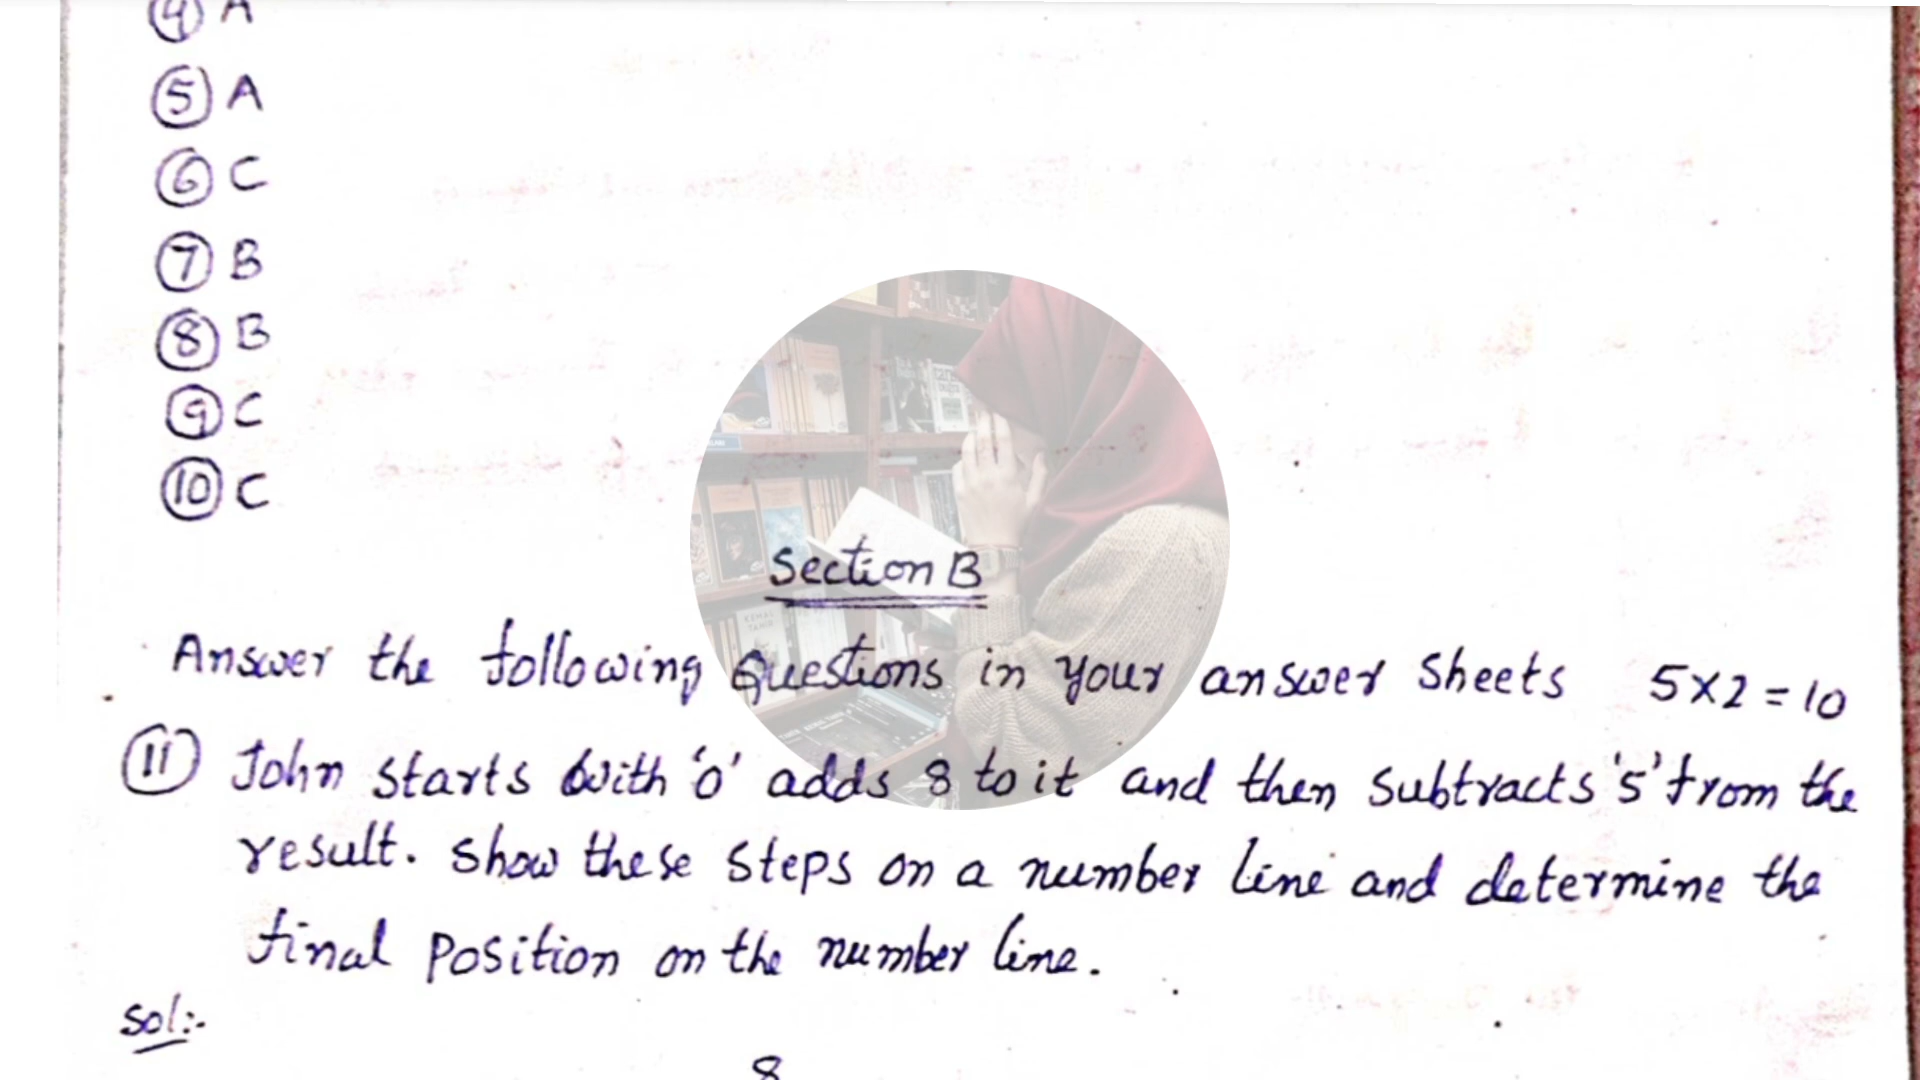 ④ A
⑤ A
⑥ C
⑦ B
⑧ B
⑨ C
⑩ C
Section B
Answer the following Questions in your answer sheets 5×2=10
⑪ John starts with 'o' adds 8 to it and then subtracts '5' from the
result. Show these steps on a number line and determine the
final position on the number line.
Sol:-
8